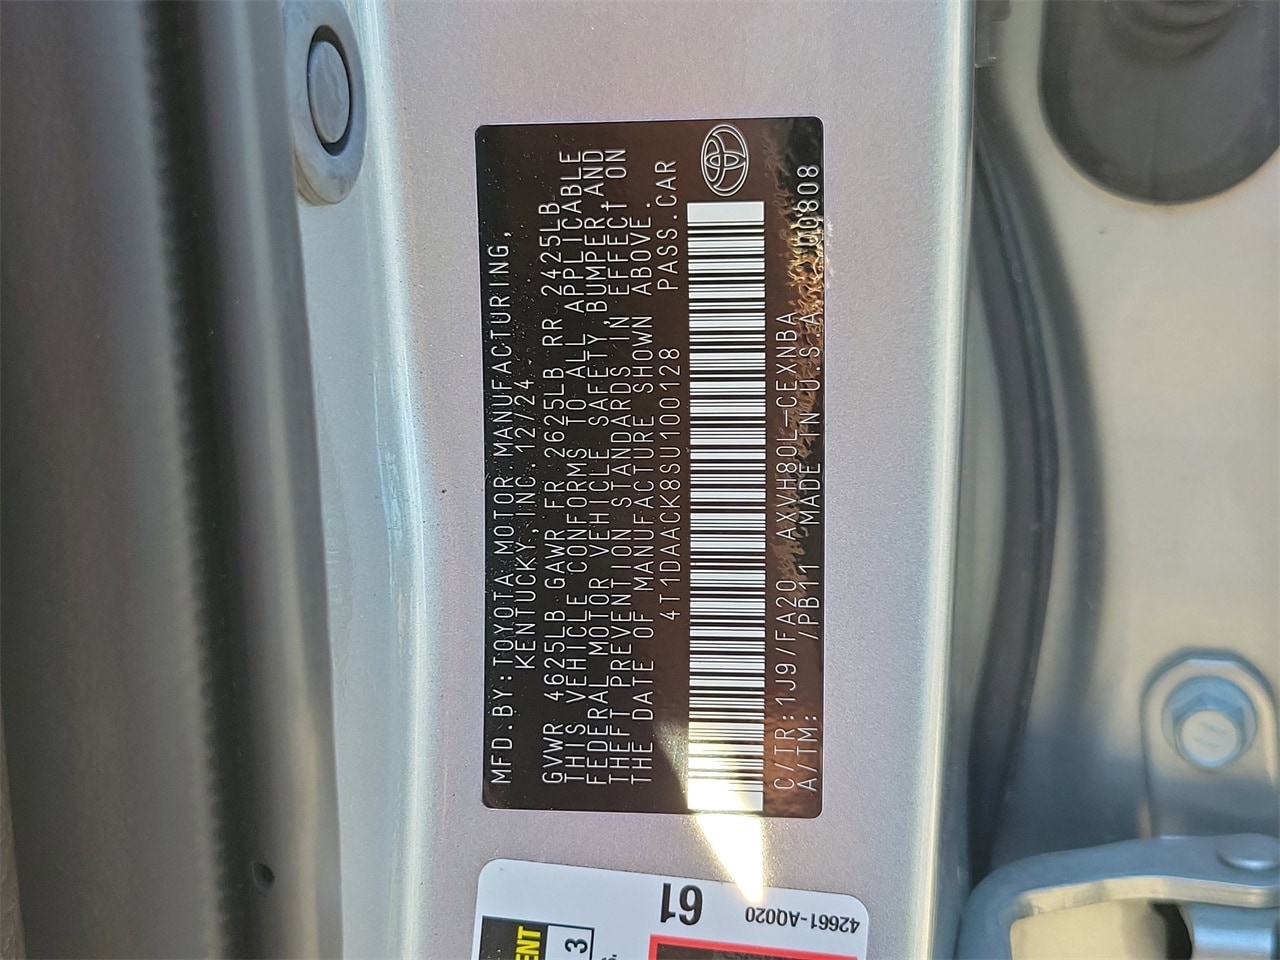 MFD.BY:TOYOTA MOTOR MANUFACTURING,
KENTUCKY, INC. 12/24
GVWR 4625LB GAWR FR 2625LB RR 2425LB
THIS VEHICLE CONFORMS TO ALL APPLICABLE
FEDERAL MOTOR VEHICLE SAFETY,BUMPER,AND
THEFT PREVENTION STANDARDS IN EFFECT ON
THE DATE OF MANUFACTURE SHOWN ABOVE.
4T1DAACK8SU100128 PASS.CAR
C/TR:1J9/FA20 AXVH80L-CEXNBA
A/TM: /PB11 MADE IN U.S.A 00808
61
42661-AQ020
3